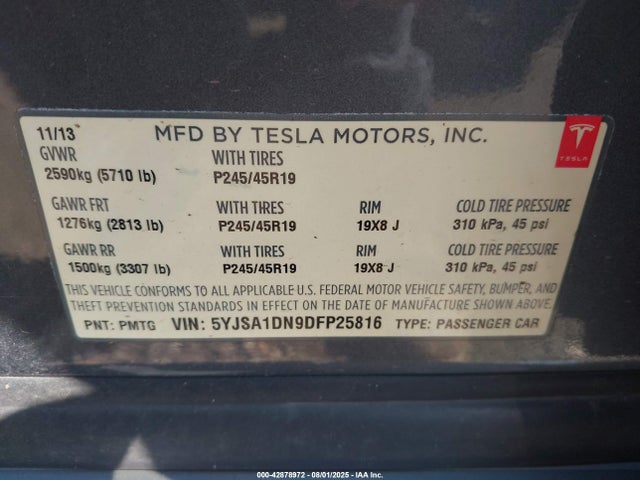 11/13 MFD BY TESLA MOTORS, INC.
GVWR WITH TIRES
2590kg (5710 lb) P245/45R19
GAWR FRT WITH TIRES RIM COLD TIRE PRESSURE
1276kg (2813 lb) P245/45R19 19X8 J 310 kPa, 45 psi
GAWR RR WITH TIRES RIM COLD TIRE PRESSURE
1500kg (3307 lb) P245/45R19 19X8 J 310 kPa, 45 psi
THIS VEHICLE CONFORMS TO ALL APPLICABLE U.S. FEDERAL MOTOR VEHICLE SAFETY, BUMPER, AND
THEFT PREVENTION STANDARDS IN EFFECT ON THE DATE OF MANUFACTURE SHOWN ABOVE.
PNT: PMTG VIN: 5YJSA1DN9DFP25816 TYPE: PASSENGER CAR
TESLA
000-42878972 - 08/01/2025 - IAA Inc.